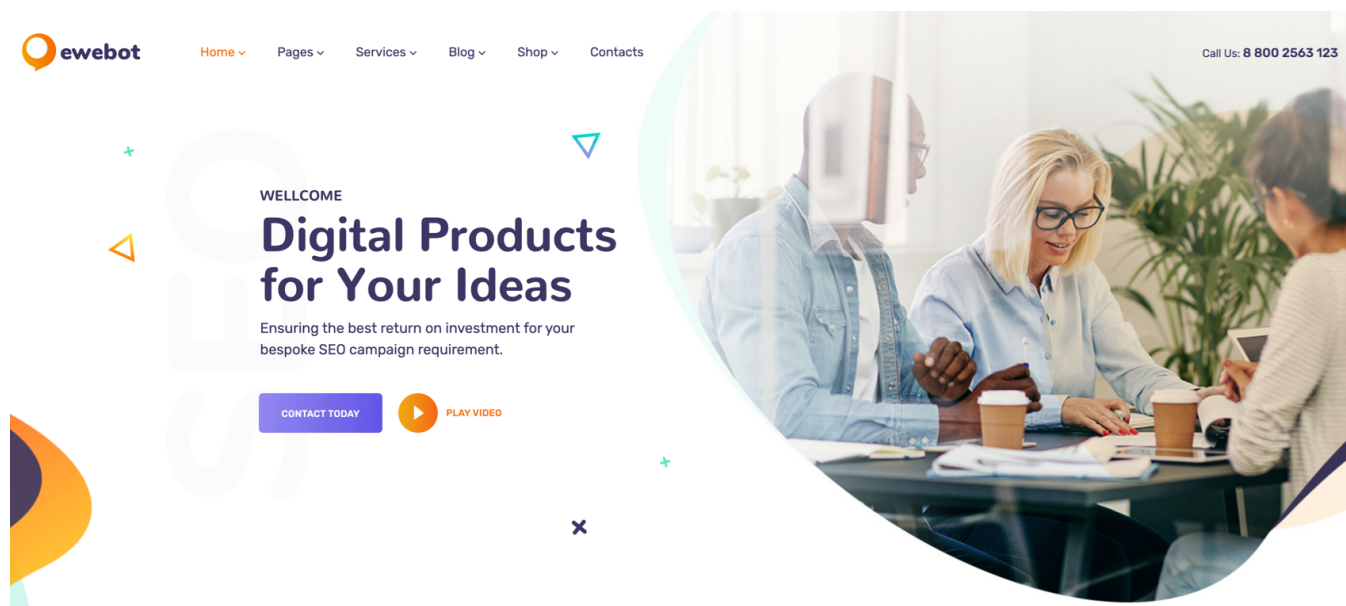 ewebot
Home
Pages
Services
Blog
Shop
Contacts
Call Us: 8 800 2563 123
SEO
WELLCOME
Digital Products
for Your Ideas
Ensuring the best return on investment for your
bespoke SEO campaign requirement.
CONTACT TODAY
PLAY VIDEO